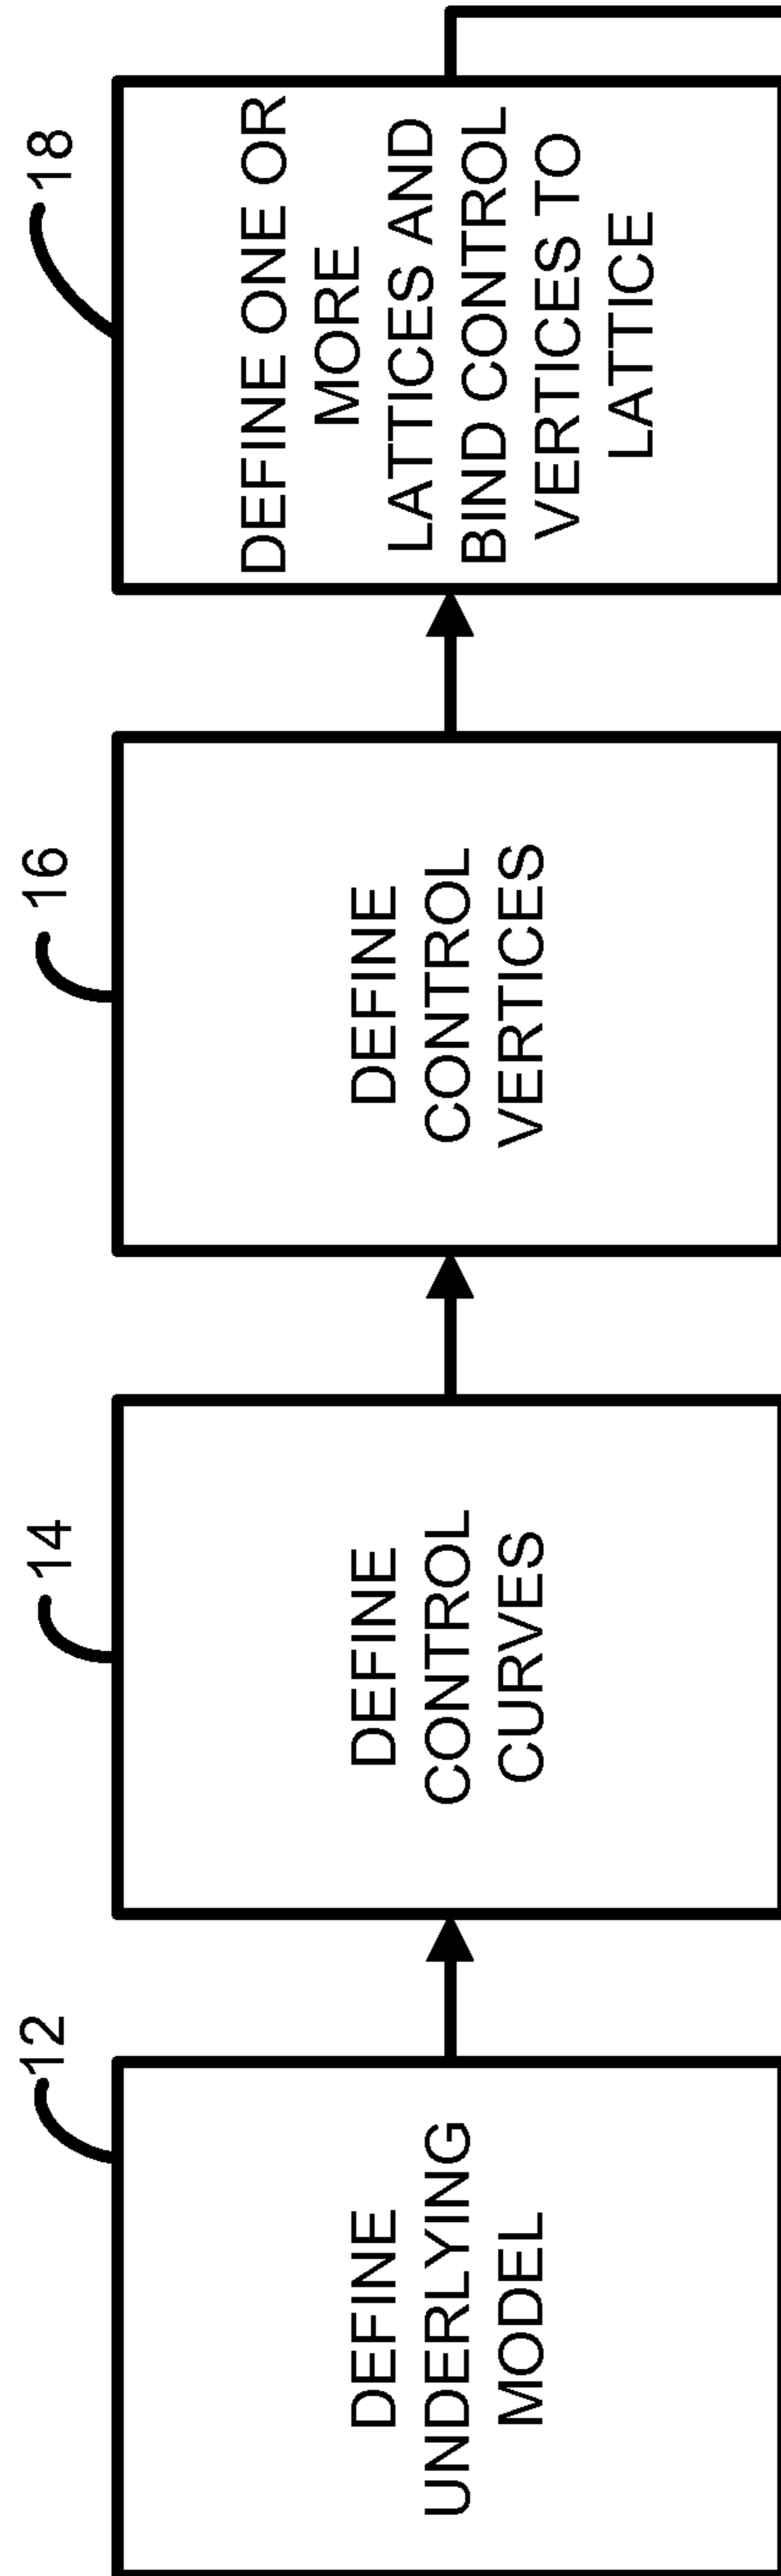 12
DEFINE
UNDERLYING
MODEL
14
DEFINE
CONTROL
CURVES
16
DEFINE
CONTROL
VERTICES
18
DEFINE ONE OR
MORE
LATTICES AND
BIND CONTROL
VERTICES TO
LATTICE